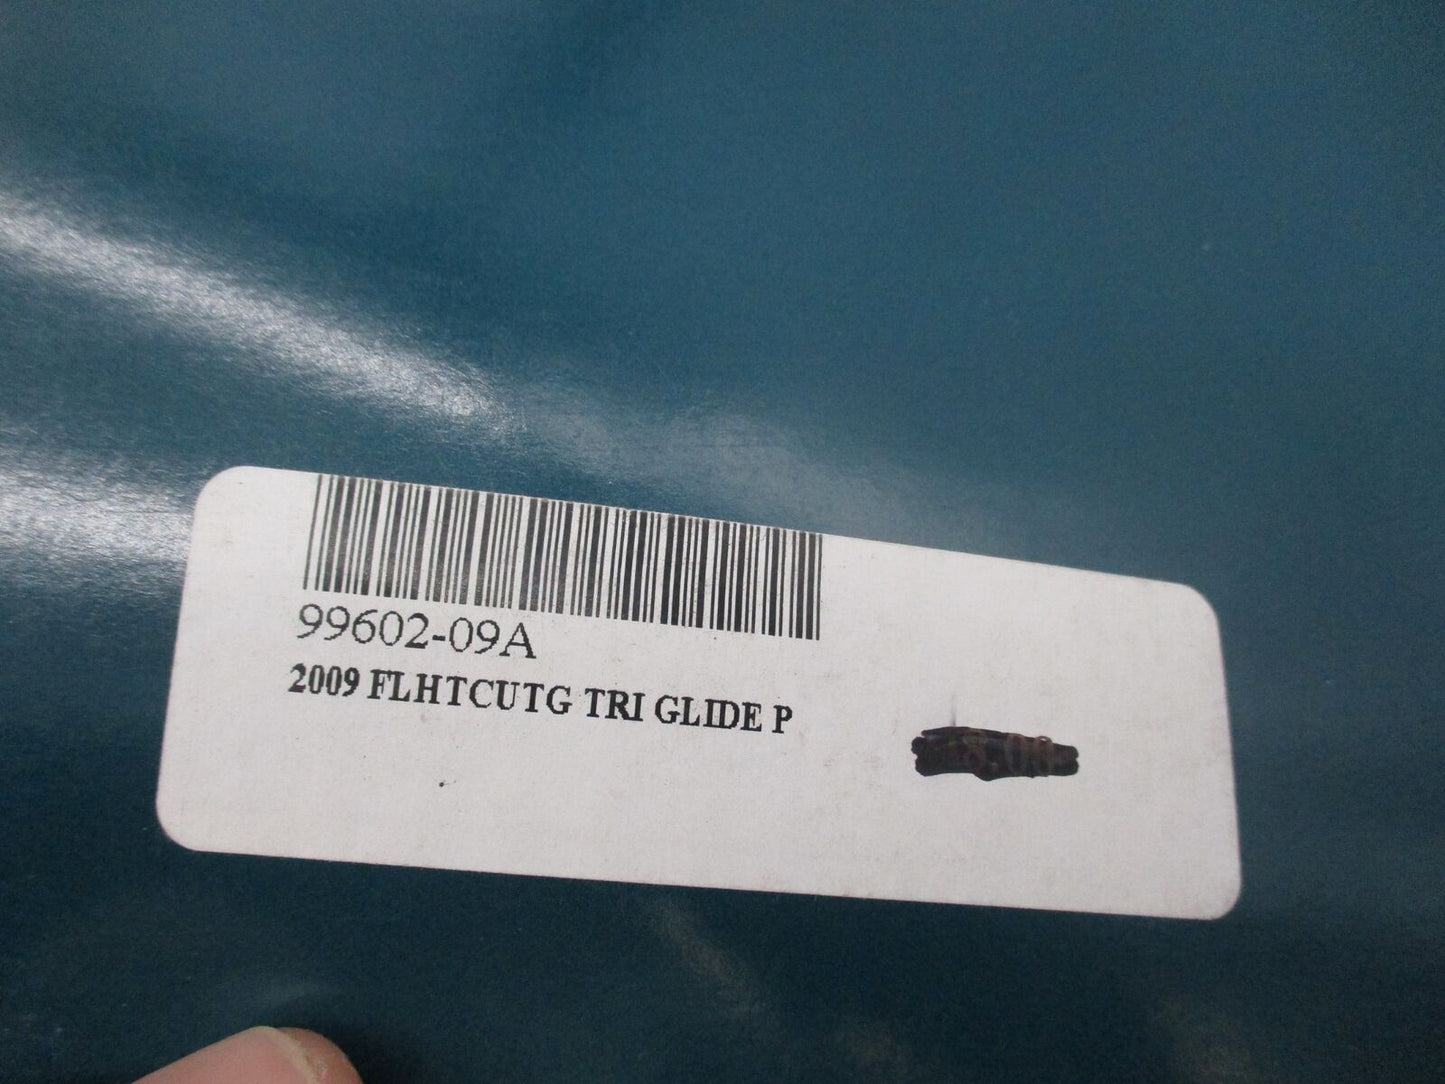 99602-09A
2009 FLHTCUTG TRI GLIDE P